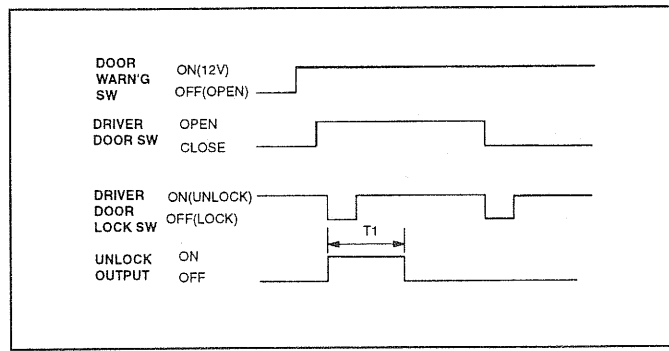 DOOR
WARN'G
SW
ON(12V)
OFF(OPEN)
DRIVER
DOOR SW
OPEN
CLOSE
DRIVER
DOOR
LOCK SW
ON(UNLOCK)
OFF(LOCK)
T1
UNLOCK
OUTPUT
ON
OFF